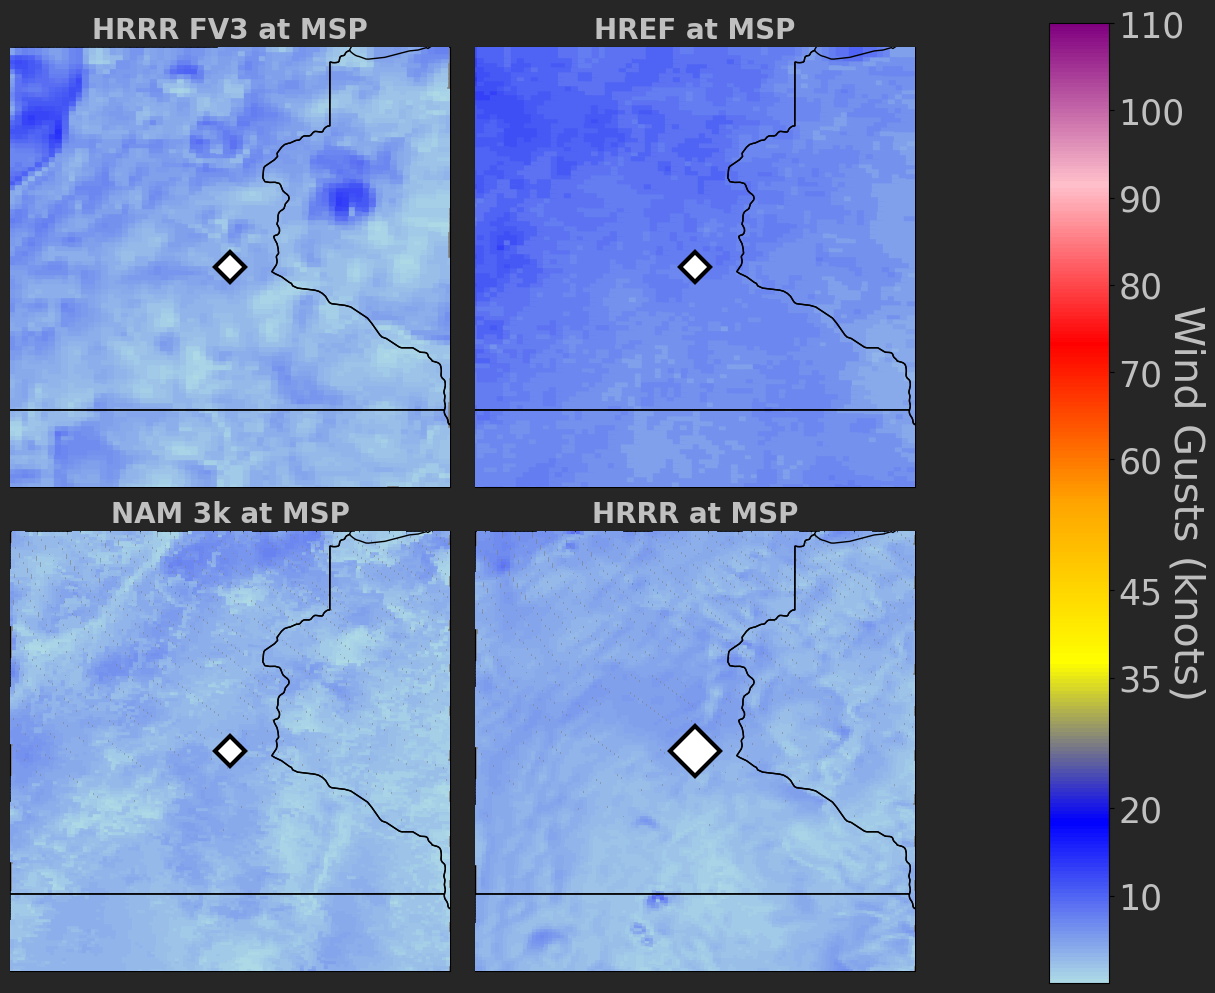 HRRR FV3 at MSP
HREF at MSP
NAM 3k at MSP
HRRR at MSP
110
100
90
80
70
60
45
35
20
10
Wind Gusts (knots)